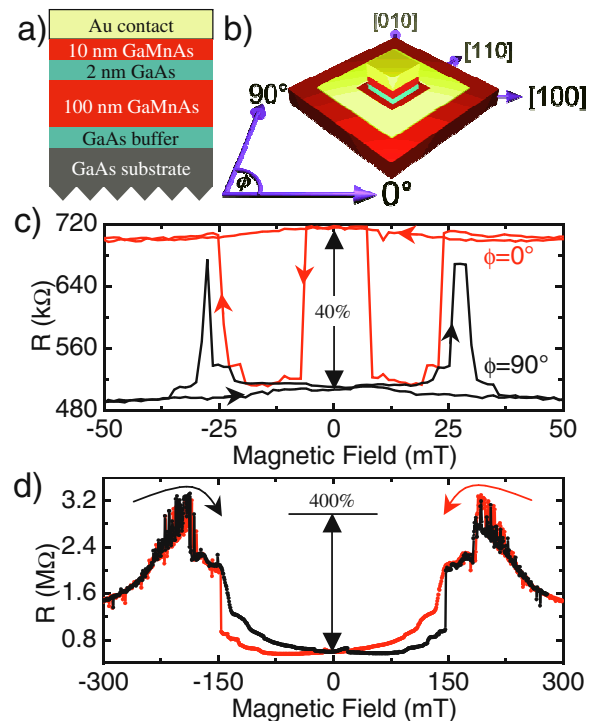 a)
Au contact
10 nm GaMnAs
2 nm GaAs
100 nm GaMnAs
GaAs buffer
GaAs substrate
b)
[010]
[110]
[100]
90°
ϕ
0°
c)
720
640
560
480
R (kΩ)
40%
ϕ=0°
ϕ=90°
-50 -25 0 25 50
Magnetic Field (mT)
d)
3.2
2.4
1.6
0.8
R (MΩ)
400%
-300 -150 0 150 300
Magnetic Field (mT)